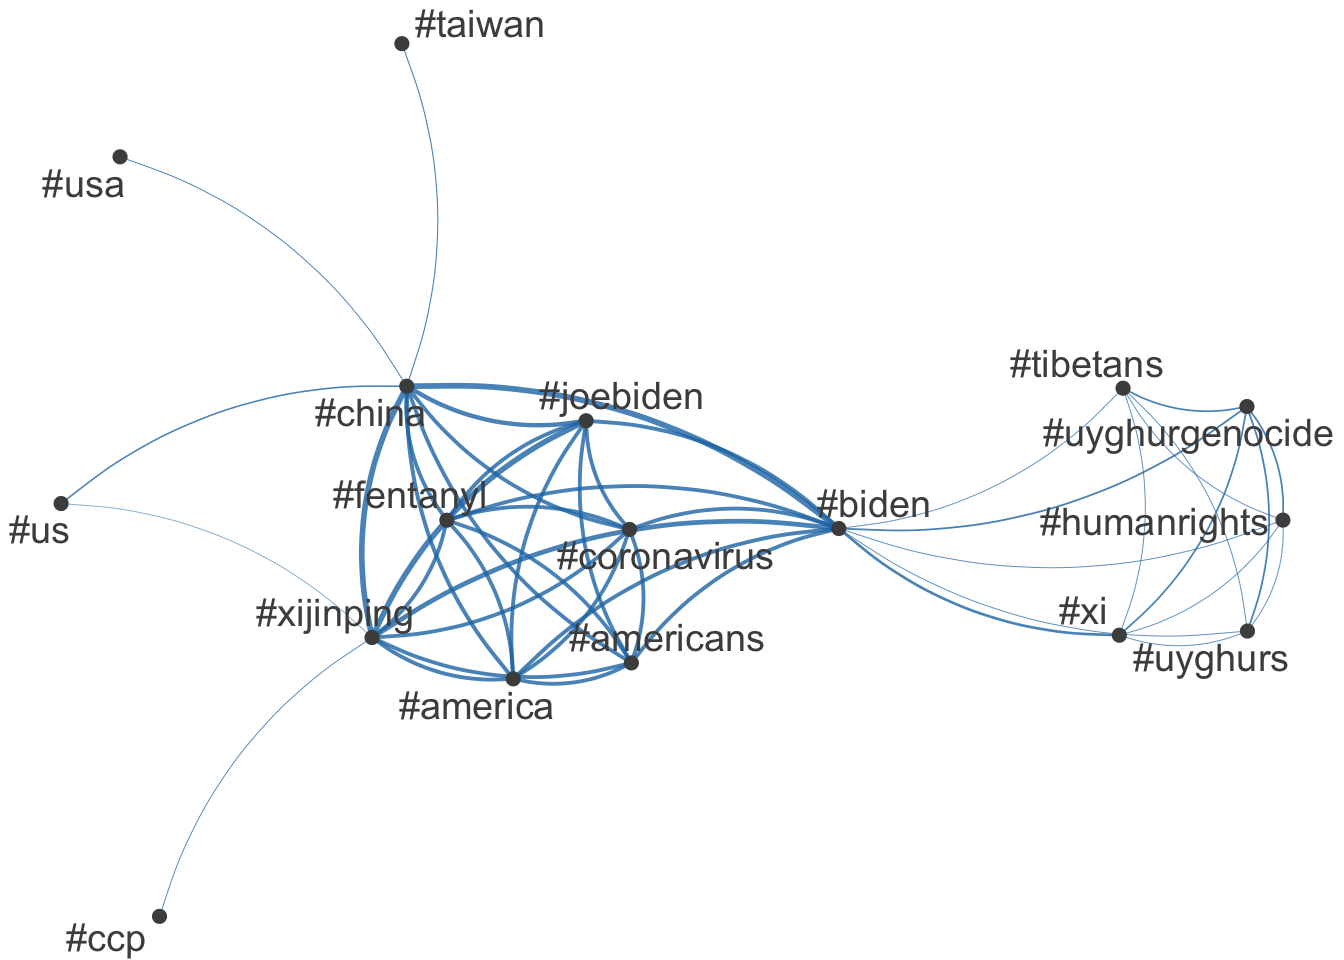 #taiwan
#usa
#tibetans
#joebiden
#china
#uyghurgenocide
#fentanyl
#biden
#us
#humanrights
#coronavirus
#xijinping
#xi
#americans
#uyghurs
#america
#ccp